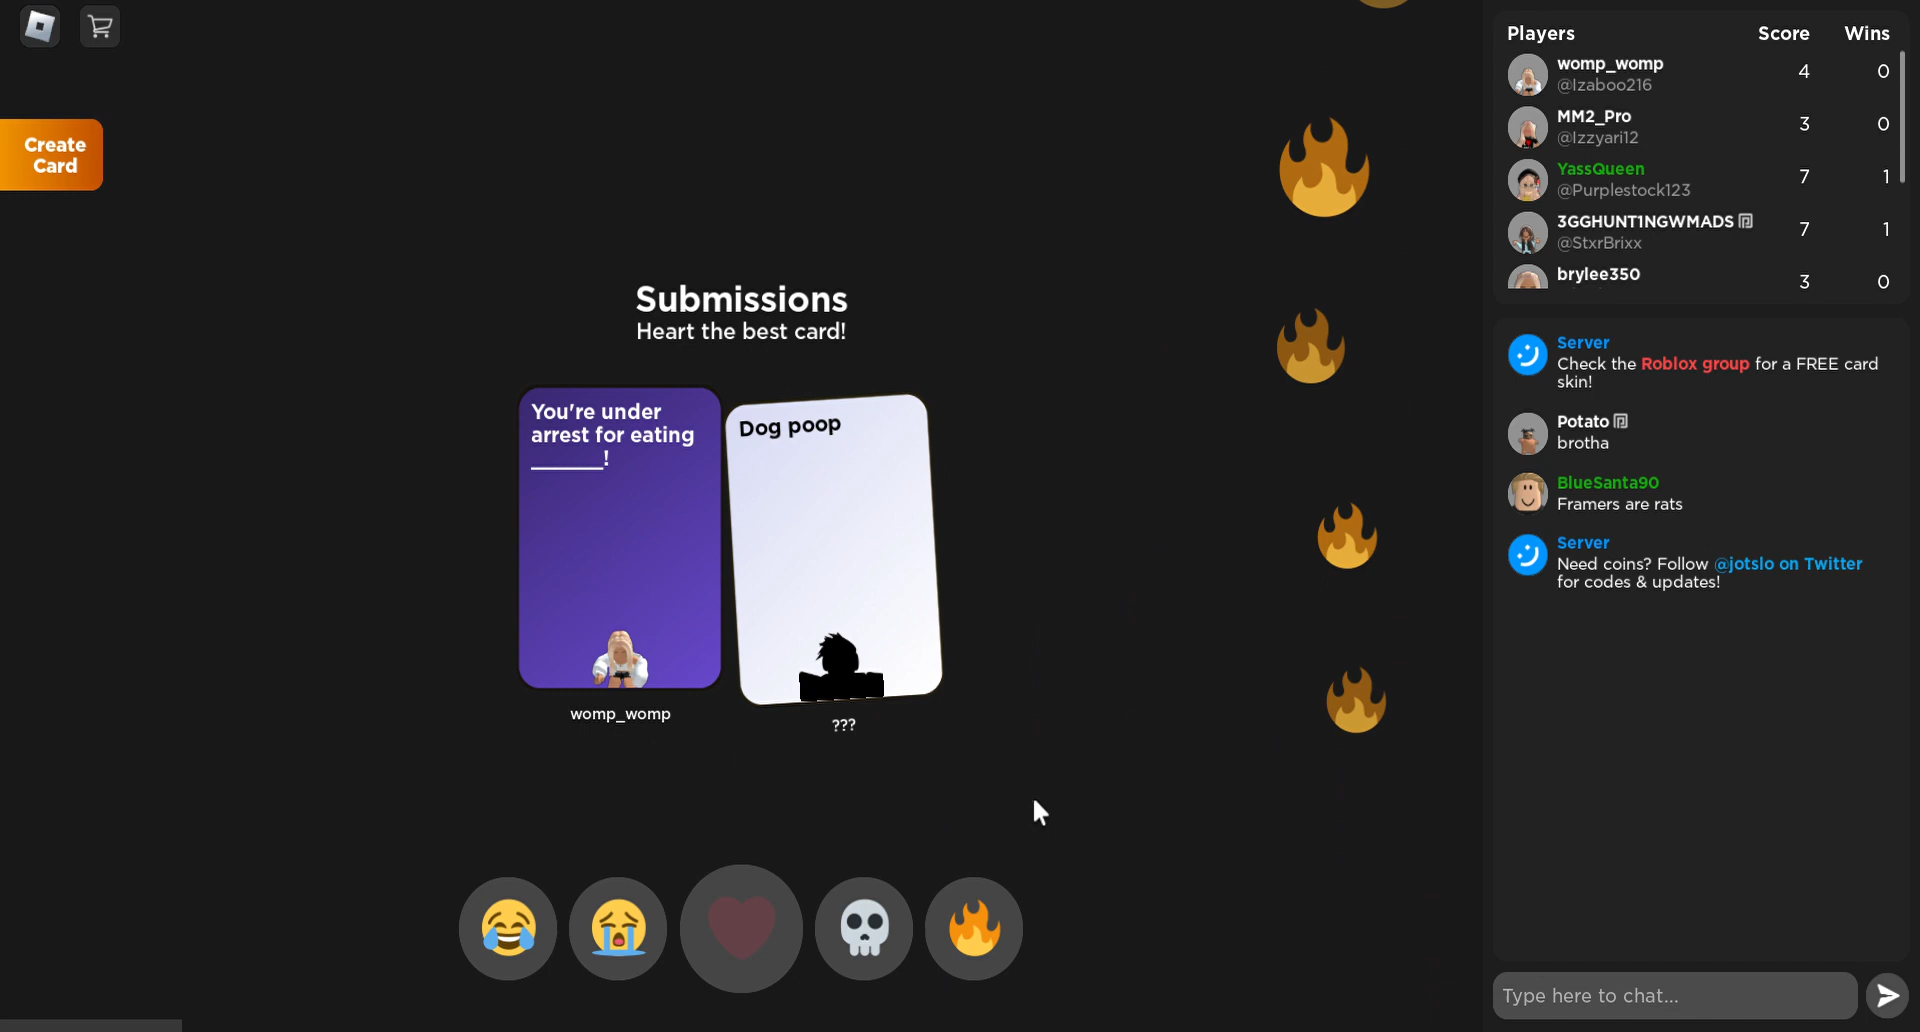 Create
Card
Submissions
Heart the best card!
You're under
arrest for eating
______!
womp_womp
Dog poop
???
Players Score Wins
womp_womp 4 0
@Izaboo216
MM2_Pro 3 0
@Izzyari12
YassQueen 7 1
@Purplestock123
3GGHUNT1NGWMADS 7 1
@StxrBrixx
brylee350 3 0
Server
Check the Roblox group for a FREE card
skin!
Potato
brotha
BlueSanta90
Framers are rats
Server
Need coins? Follow @jotslo on Twitter
for codes & updates!
Type here to chat...